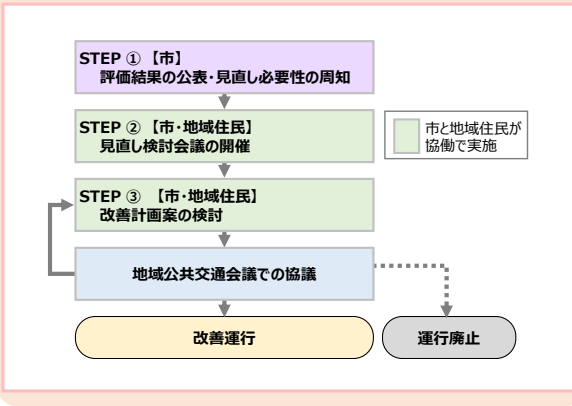 STEP ① 【市】
評価結果の公表・見直し必要性の周知
STEP ② 【市・地域住民】
見直し検討会議の開催
市と地域住民が
協働で実施
STEP ③ 【市・地域住民】
改善計画案の検討
地域公共交通会議での協議
改善運行
運行廃止